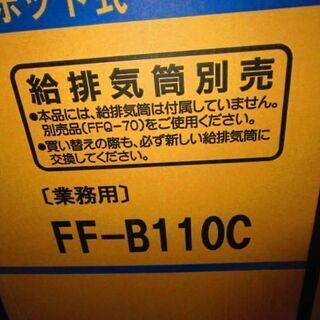 ポット式
給排気筒別売
●本品には、給排気筒は付属していません。
別売品(FFQ-70)をご使用ください。
●買い替えの際も、必ず新しい給排気筒に
交換してください。
〔業務用〕
FF-B110C